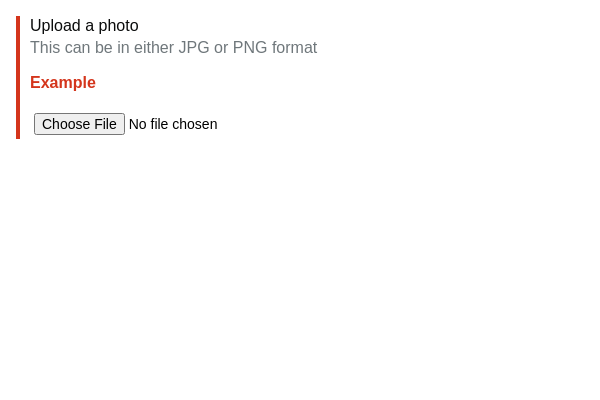 Upload a photo
This can be in either JPG or PNG format
Example
Choose File No file chosen